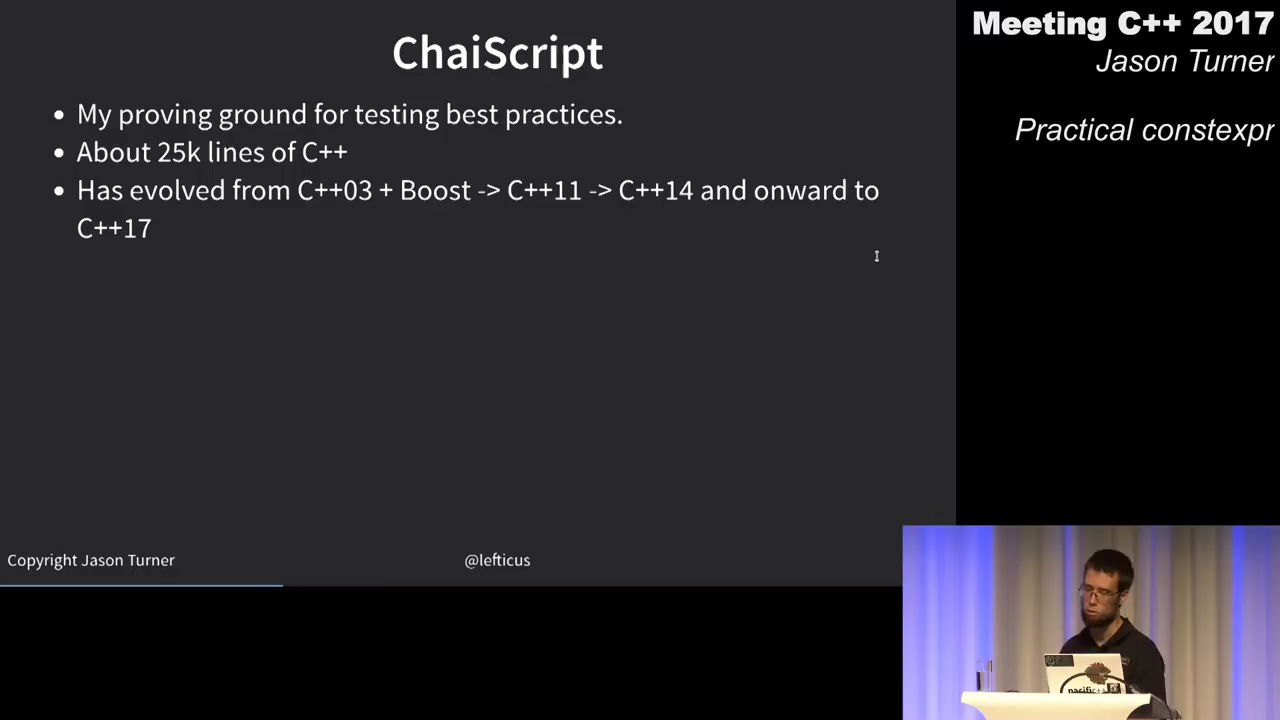 ChaiScript
• My proving ground for testing best practices.
• About 25k lines of C++
• Has evolved from C++03 + Boost -> C++11 -> C++14 and onward to
C++17
Copyright Jason Turner
@lefticus
Meeting C++ 2017
Jason Turner
Practical constexpr
pacific++